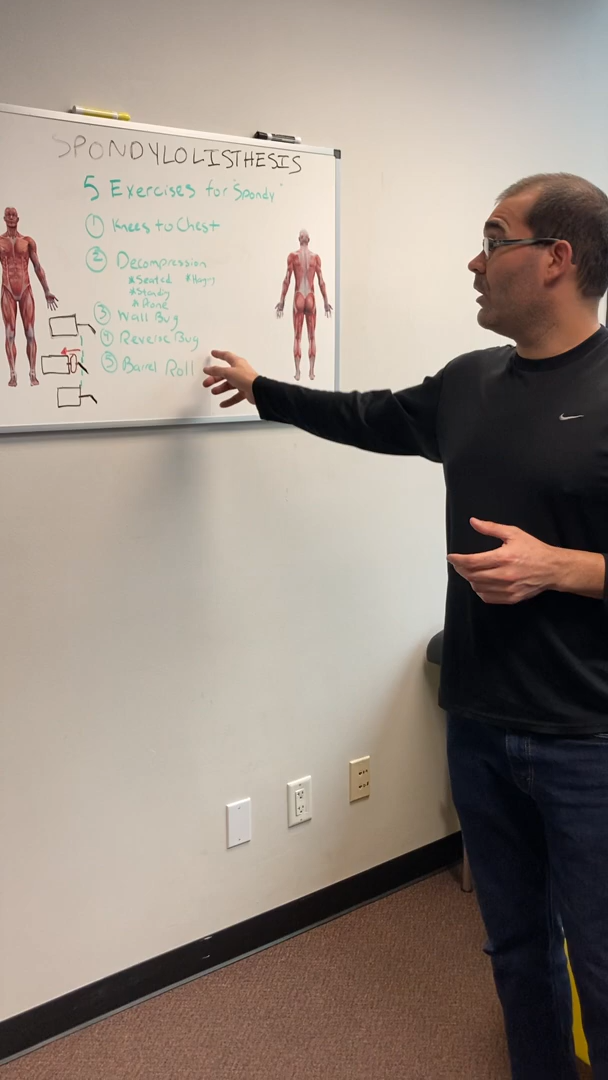 SPONDYLOLISTHESIS
5 Exercises for "Spondy"
① Knees to Chest
② Decompression
*Seated *Hang
*Standing
*Prone
③ Wall Bug
④ Reverse Bug
⑤ Barrel Roll